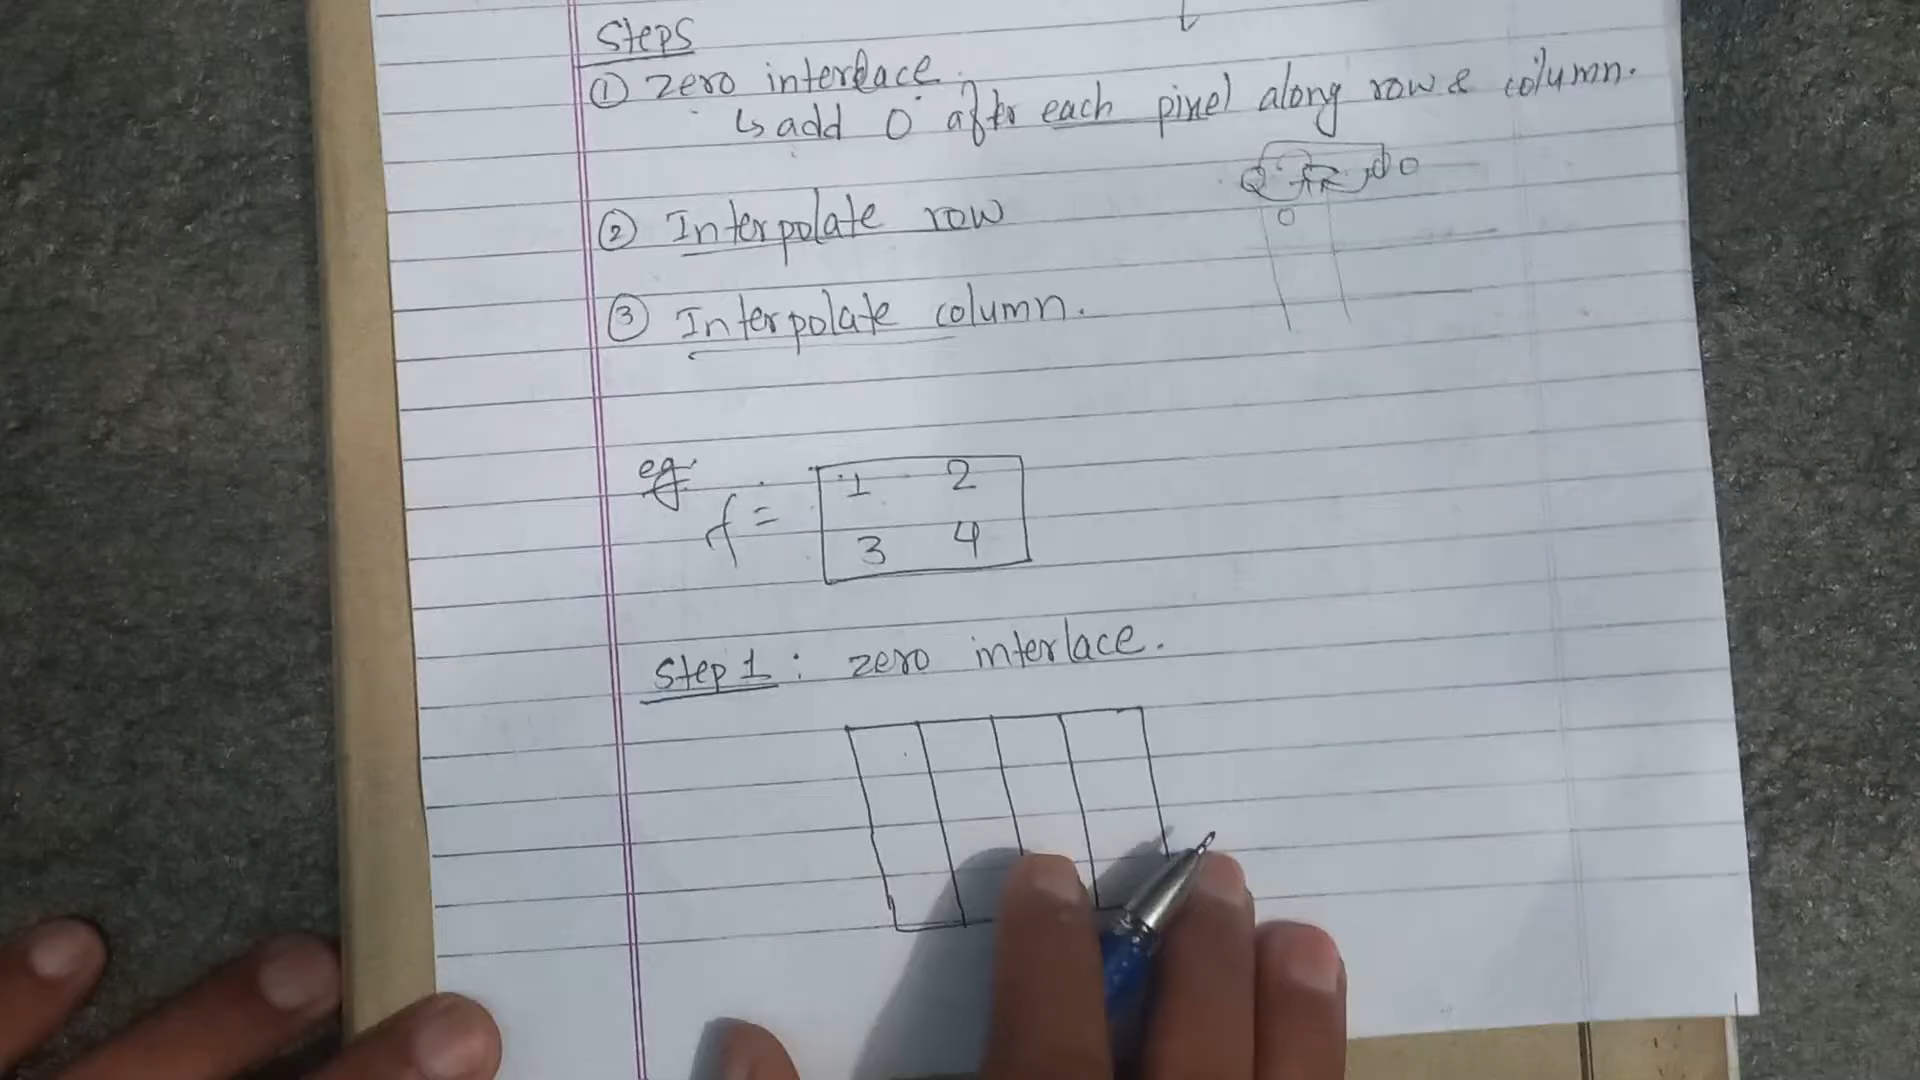 Steps
① zero interlace.
↳ add 0 after each pixel along row & column.
② Interpolate row
0
③ Interpolate column.
eg.
f = 1 2
3 4
Step 1 : zero interlace.